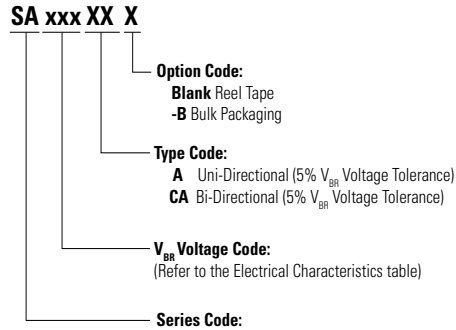 SA xxx XX X
Option Code:
Blank Reel Tape
-B Bulk Packaging
Type Code:
A Uni-Directional (5% VBR Voltage Tolerance)
CA Bi-Directional (5% VBR Voltage Tolerance)
VBR Voltage Code:
(Refer to the Electrical Characteristics table)
Series Code: